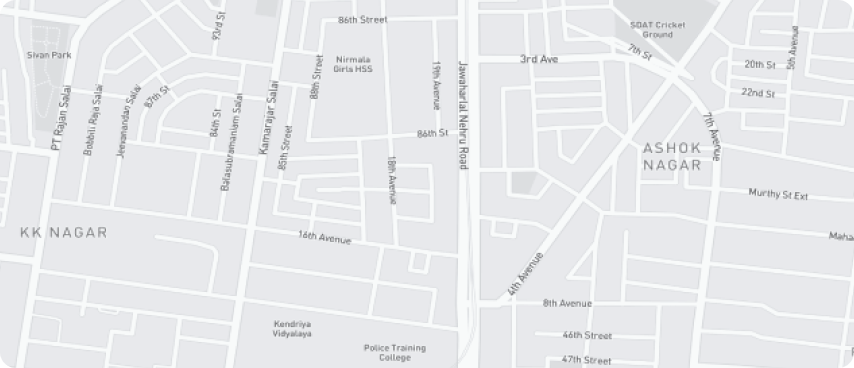 86th Street
93rd St
SDAT Cricket
Ground
Sivan Park
Nirmala
Girls HSS
88th Street
19th Avenue
Jawaharlal Nehru Road
3rd Ave
7th St
5th Avenue
20th St
22nd St
PT Rajan Salai
Bobbili Raja Salai
Jeevanandan Salai
87th St
84th St
Balasubramaniam Salai
Kamarajar Salai
85th Street
86th St
18th Avenue
7th Avenue
ASHOK
NAGAR
Murthy St Ext
KK NAGAR
16th Avenue
Maha
4th Avenue
8th Avenue
Kendriya
Vidyalaya
46th Street
Police Training
College
47th Street